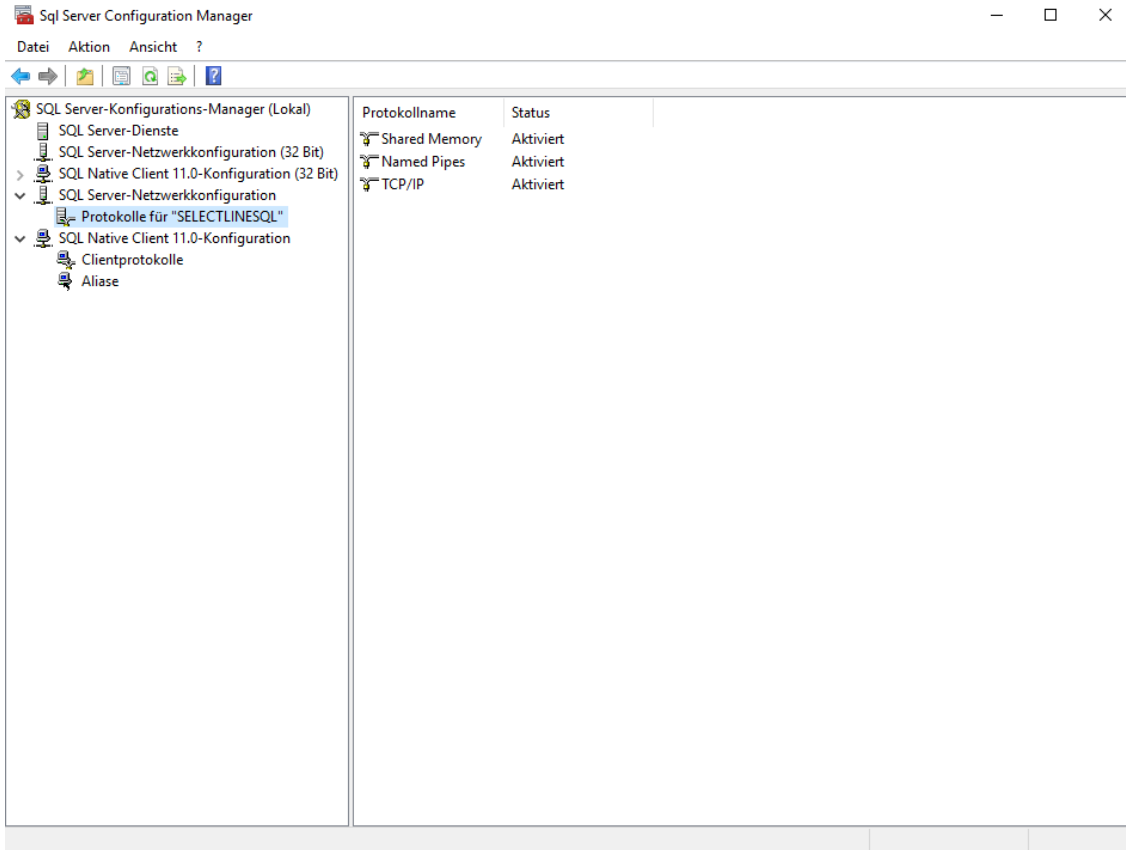 Sql Server Configuration Manager
Datei Aktion Ansicht ?
SQL Server-Konfigurations-Manager (Lokal)
SQL Server-Dienste
SQL Server-Netzwerkkonfiguration (32 Bit)
SQL Native Client 11.0-Konfiguration (32 Bit)
SQL Server-Netzwerkkonfiguration
Protokolle für "SELECTLINESQL"
SQL Native Client 11.0-Konfiguration
Clientprotokolle
Aliase
Protokollname Status
Shared Memory Aktiviert
Named Pipes Aktiviert
TCP/IP Aktiviert